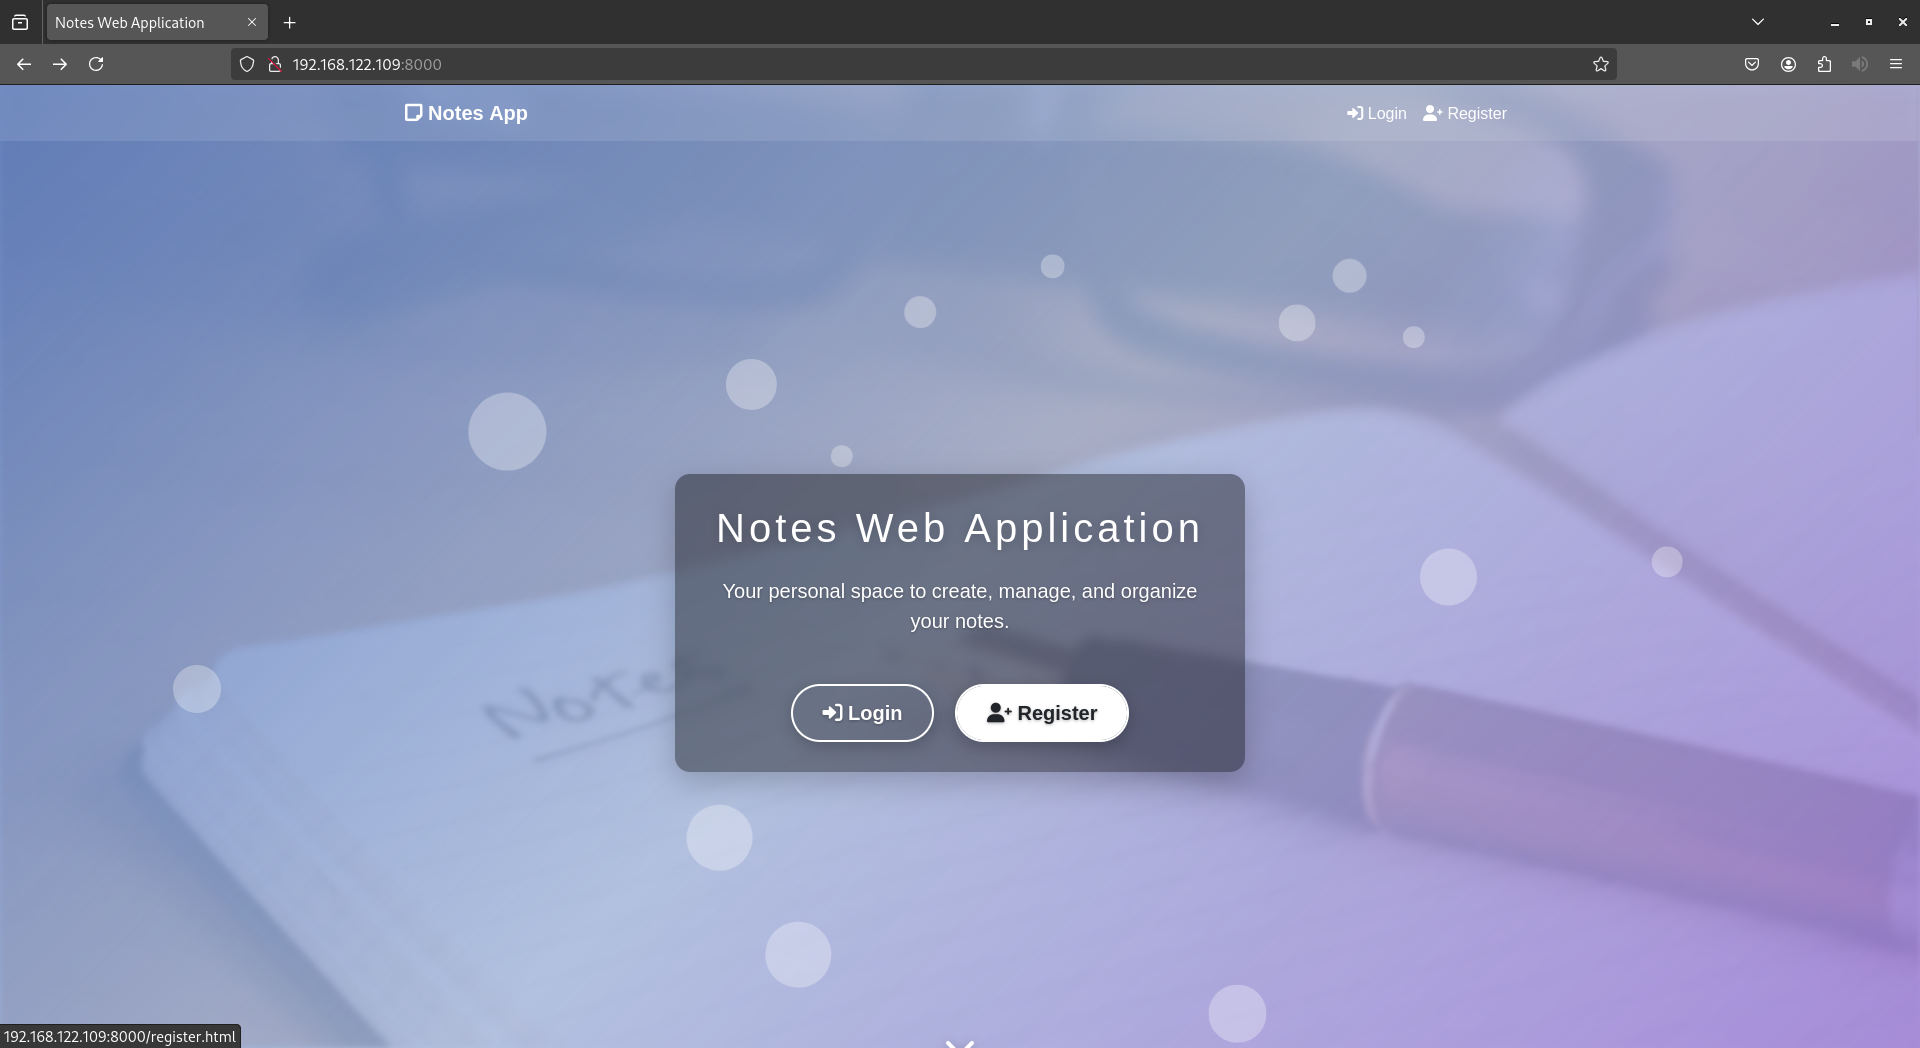 Notes Web Application
192.168.122.109:8000
Notes App
Login
Register
Notes Web Application
Your personal space to create, manage, and organize
your notes.
Notes
Login
Register
192.168.122.109:8000/register.html